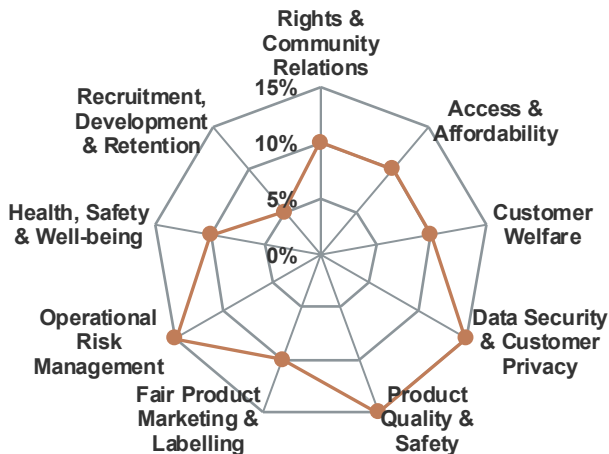 Rights &
Community
Relations
15%
10%
5%
0%
Access &
Affordability
Customer
Welfare
Data Security
& Customer
Privacy
Product
Quality &
Safety
Fair Product
Marketing &
Labelling
Operational
Risk
Management
Health, Safety
& Well-being
Recruitment,
Development
& Retention